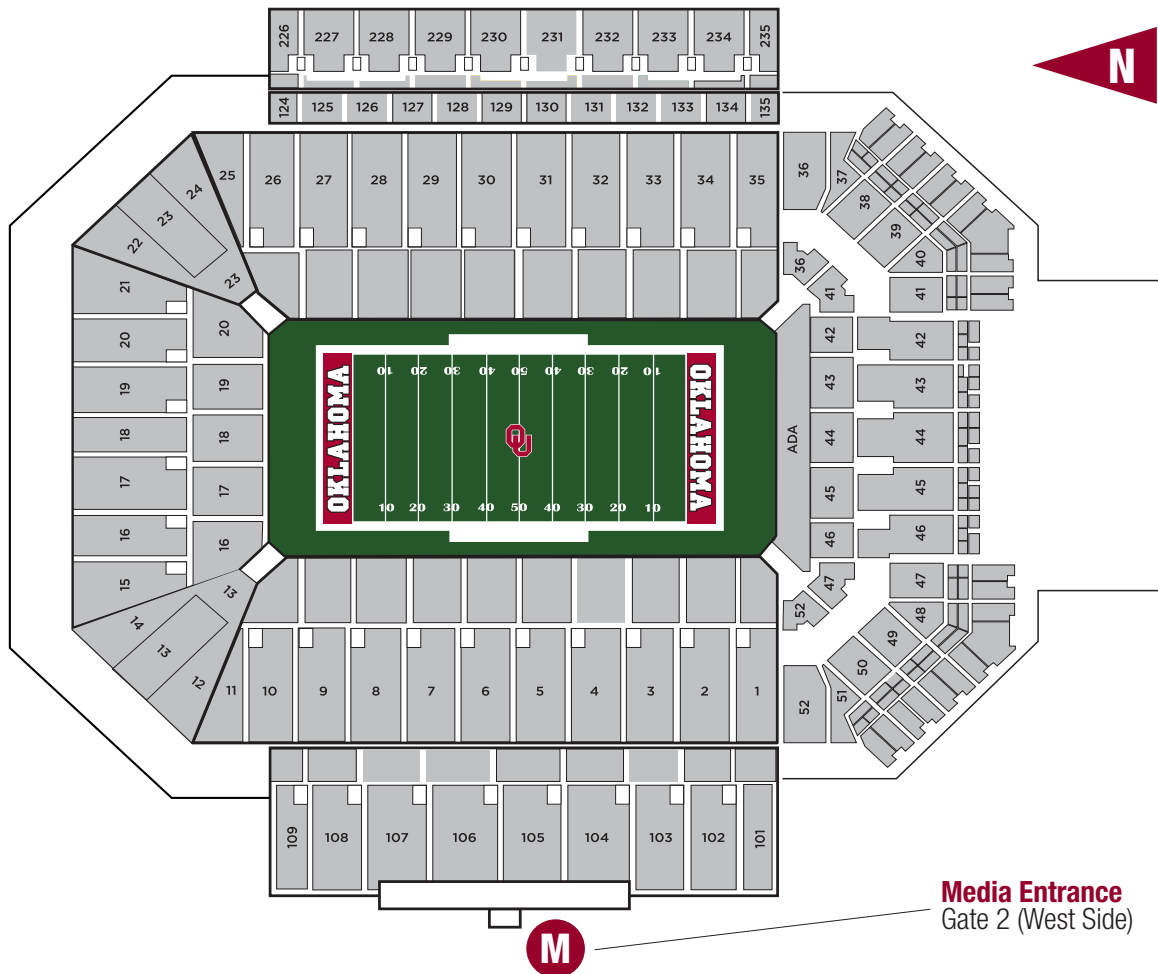 226 227 228 229 230 231 232 233 234 235
N
124 125 126 127 128 129 130 131 132 133 134 135
25 26 27 28 29 30 31 32 33 34 35
36 37 38 39 40 41
24 23 22 23
36 41
21 20 19 18 17 16 15
20 19 18 17 16
OKLAHOMA
10 20 30 40 50 40 30 20 10
OU
10 20 30 40 50 40 30 20 10
OKLAHOMA
ADA
42 43 44 45 46
42 43 44 45 46
47 52
47 48 49 50 51 52
13 14 13 12
11 10 9 8 7 6 5 4 3 2 1
109 108 107 106 105 104 103 102 101
M
Media Entrance
Gate 2 (West Side)